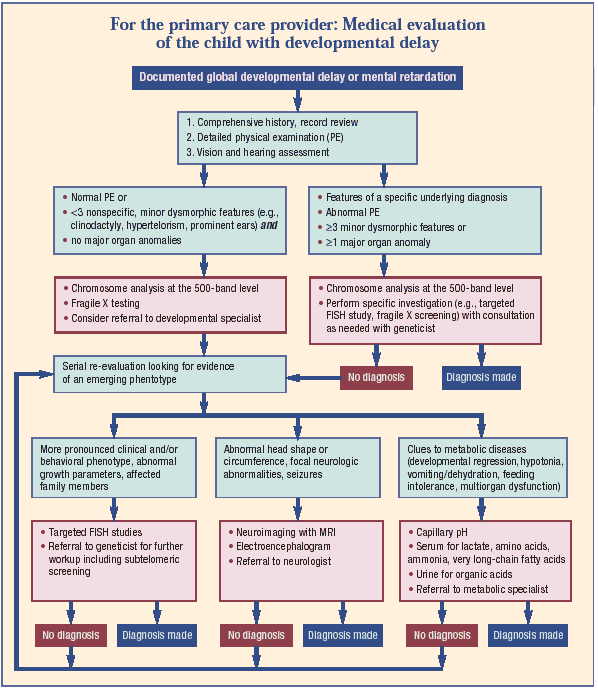 For the primary care provider: Medical evaluation
of the child with developmental delay
Documented global developmental delay or mental retardation
1. Comprehensive history, record review
2. Detailed physical examination (PE)
3. Vision and hearing assessment
• Normal PE or
• <3 nonspecific, minor dysmorphic features (e.g.,
clinodactyly, hypertelorism, prominent ears) and
• no major organ anomalies
• Features of a specific underlying diagnosis
• Abnormal PE
• ≥3 minor dysmorphic features or
• ≥1 major organ anomaly
• Chromosome analysis at the 500-band level
• Fragile X testing
• Consider referral to developmental specialist
• Chromosome analysis at the 500-band level
• Perform specific investigation (e.g., targeted
FISH study, fragile X screening) with consultation
as needed with geneticist
Serial re-evaluation looking for evidence
of an emerging phenotype
No diagnosis
Diagnosis made
More pronounced clinical and/or
behavioral phenotype, abnormal
growth parameters, affected
family members
Abnormal head shape or
circumference, focal neurologic
abnormalities, seizures
Clues to metabolic diseases
(developmental regression, hypotonia,
vomiting/dehydration, feeding
intolerance, multiorgan dysfunction)
• Targeted FISH studies
• Referral to geneticist for further
workup including subtelomeric
screening
• Neuroimaging with MRI
• Electroencephalogram
• Referral to neurologist
• Capillary pH
• Serum for lactate, amino acids,
ammonia, very long-chain fatty acids
• Urine for organic acids
• Referral to metabolic specialist
No diagnosis
Diagnosis made
No diagnosis
Diagnosis made
No diagnosis
Diagnosis made